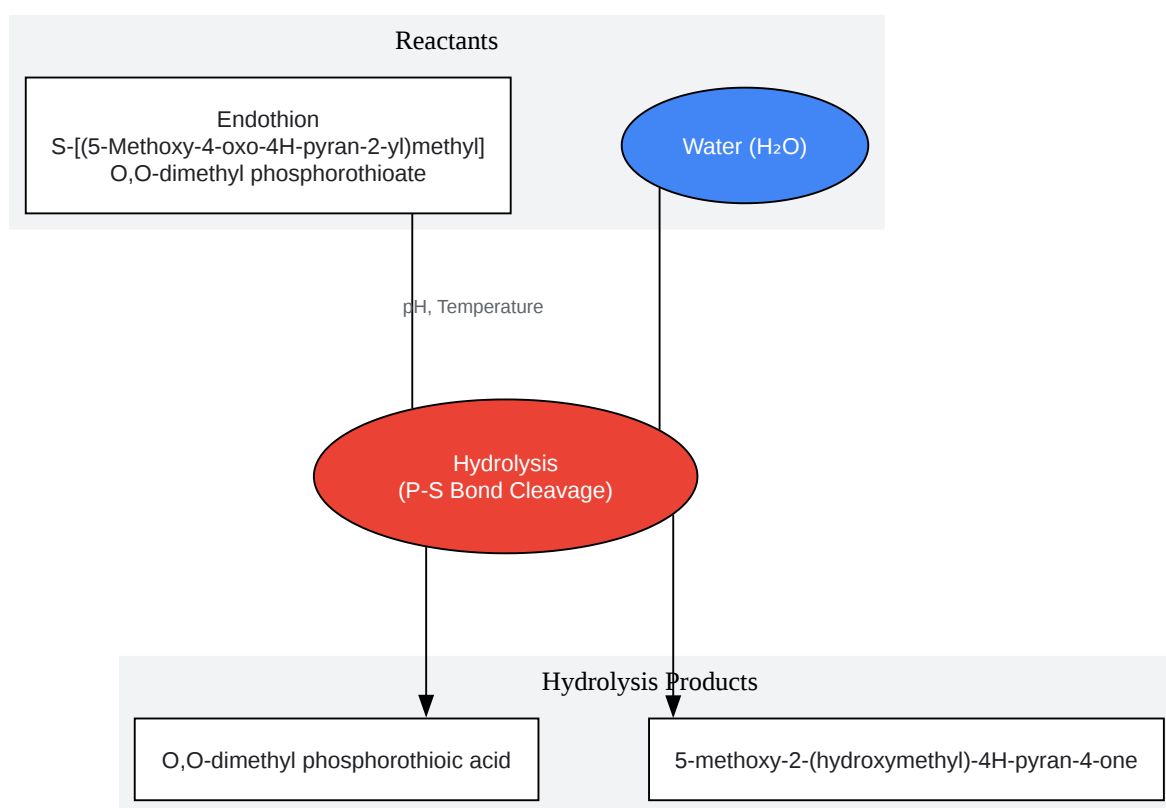 Reactants
Endothion
S-[(5-Methoxy-4-oxo-4H-pyran-2-yl)methyl]
O,O-dimethyl phosphorothioate
Water (H₂O)
pH, Temperature
Hydrolysis
(P-S Bond Cleavage)
Hydrolysis Products
O,O-dimethyl phosphorothioic acid
5-methoxy-2-(hydroxymethyl)-4H-pyran-4-one